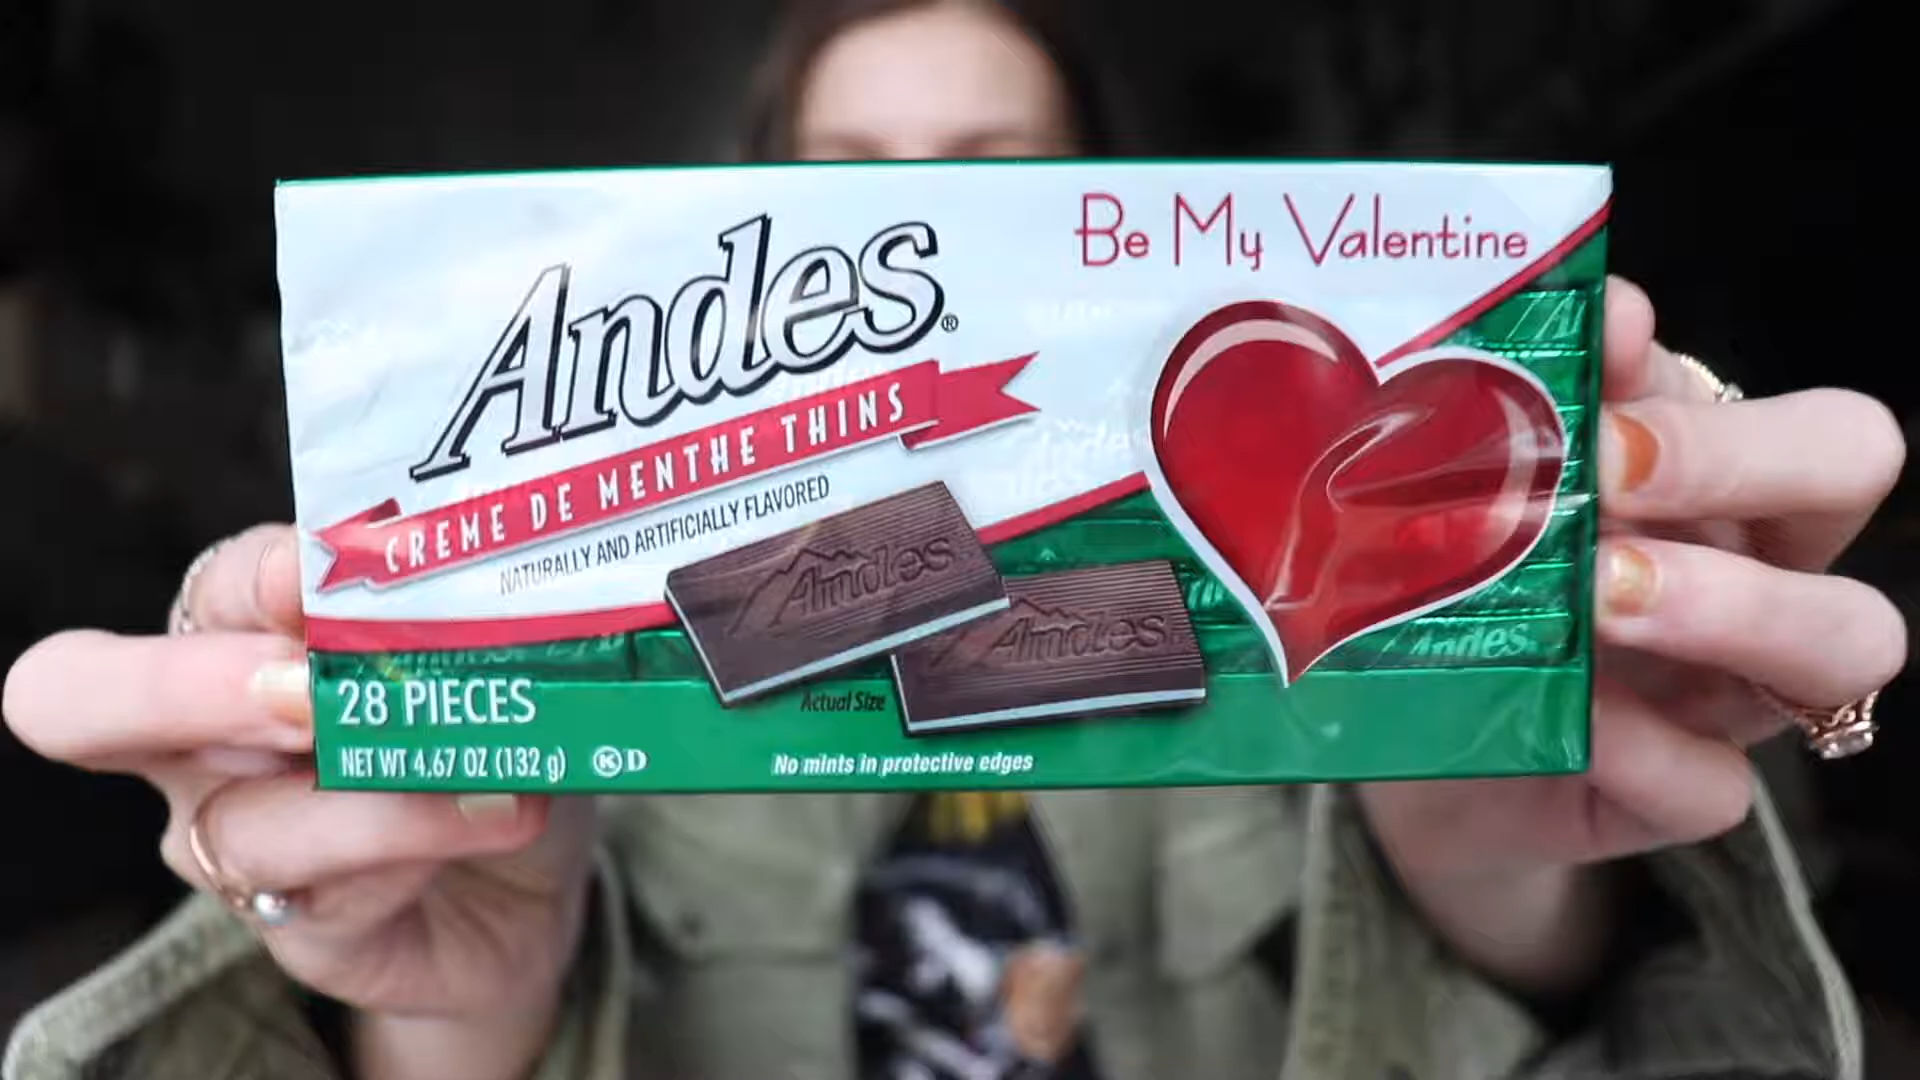 Be My Valentine
Andes®
CREME DE MENTHE THINS
NATURALLY AND ARTIFICIALLY FLAVORED
Andes
Andes
Andes
Actual Size
28 PIECES
NET WT 4.67 OZ (132 g) K D
No mints in protective edges